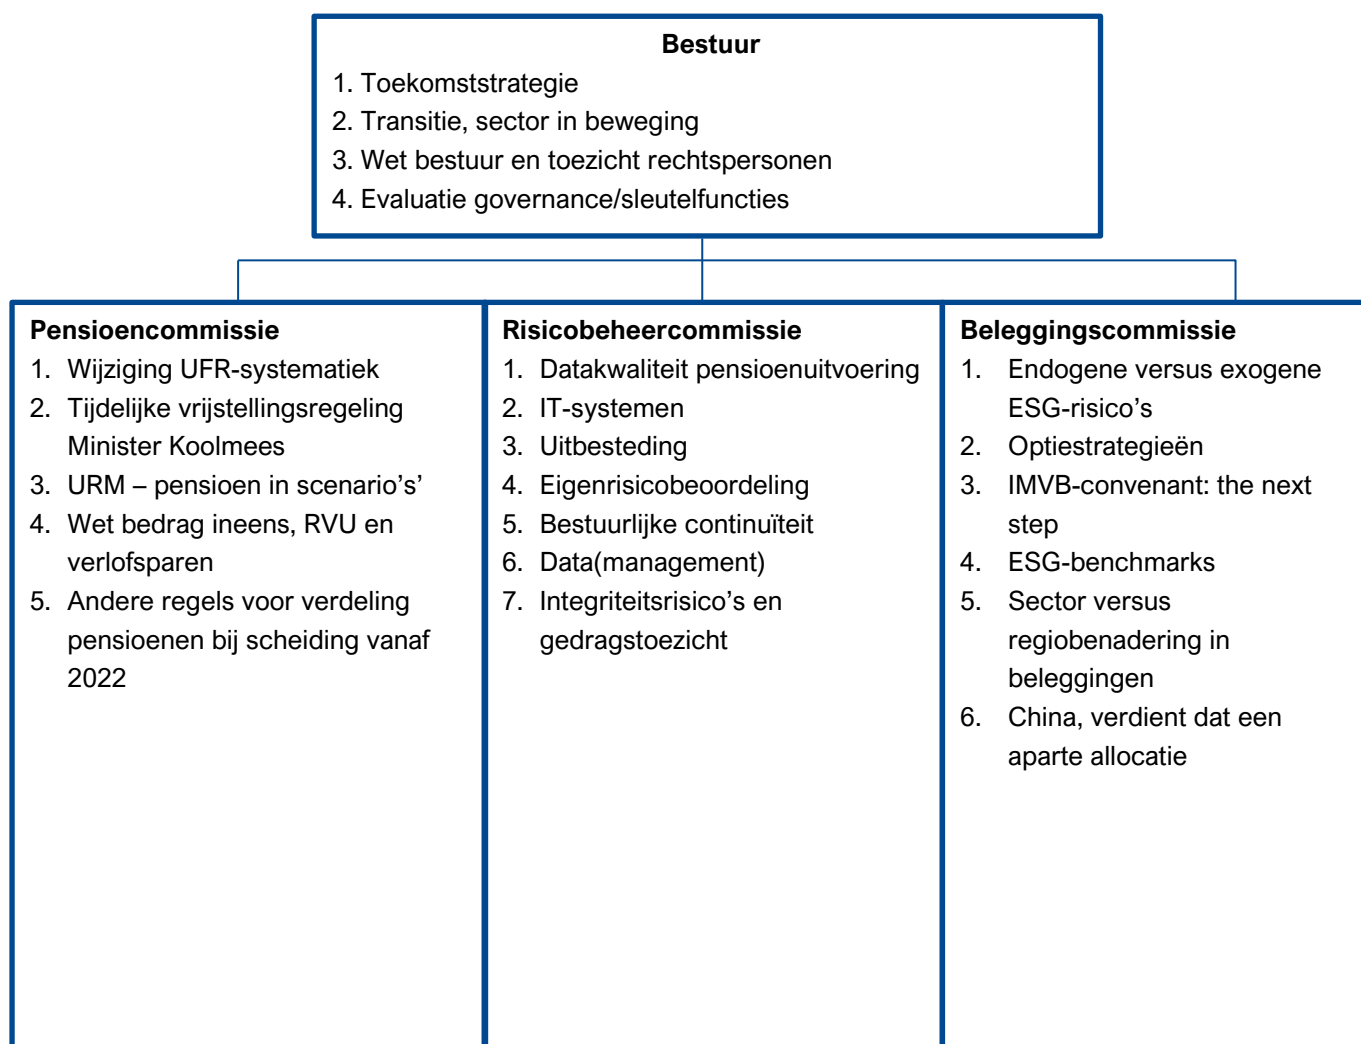 Bestuur
1. Toekomststrategie
2. Transitie, sector in beweging
3. Wet bestuur en toezicht rechtspersonen
4. Evaluatie governance/sleutelfuncties
Pensioencommissie
1. Wijziging UFR-systematiek
2. Tijdelijke vrijstellingsregeling
Minister Koolmees
3. URM – pensioen in scenario's'
4. Wet bedrag ineens, RVU en
verlofsparen
5. Andere regels voor verdeling
pensioenen bij scheiding vanaf
2022
Risicobeheercommissie
1. Datakwaliteit pensioenuitvoering
2. IT-systemen
3. Uitbesteding
4. Eigenrisicobeoordeling
5. Bestuurlijke continuïteit
6. Data(management)
7. Integriteitsrisico’s en
gedragstoezicht
Beleggingscommissie
1. Endogene versus exogene
ESG-risico’s
2. Optiestrategieën
3. IMVB-convenant: the next
step
4. ESG-benchmarks
5. Sector versus
regiobenadering in
beleggingen
6. China, verdient dat een
aparte allocatie